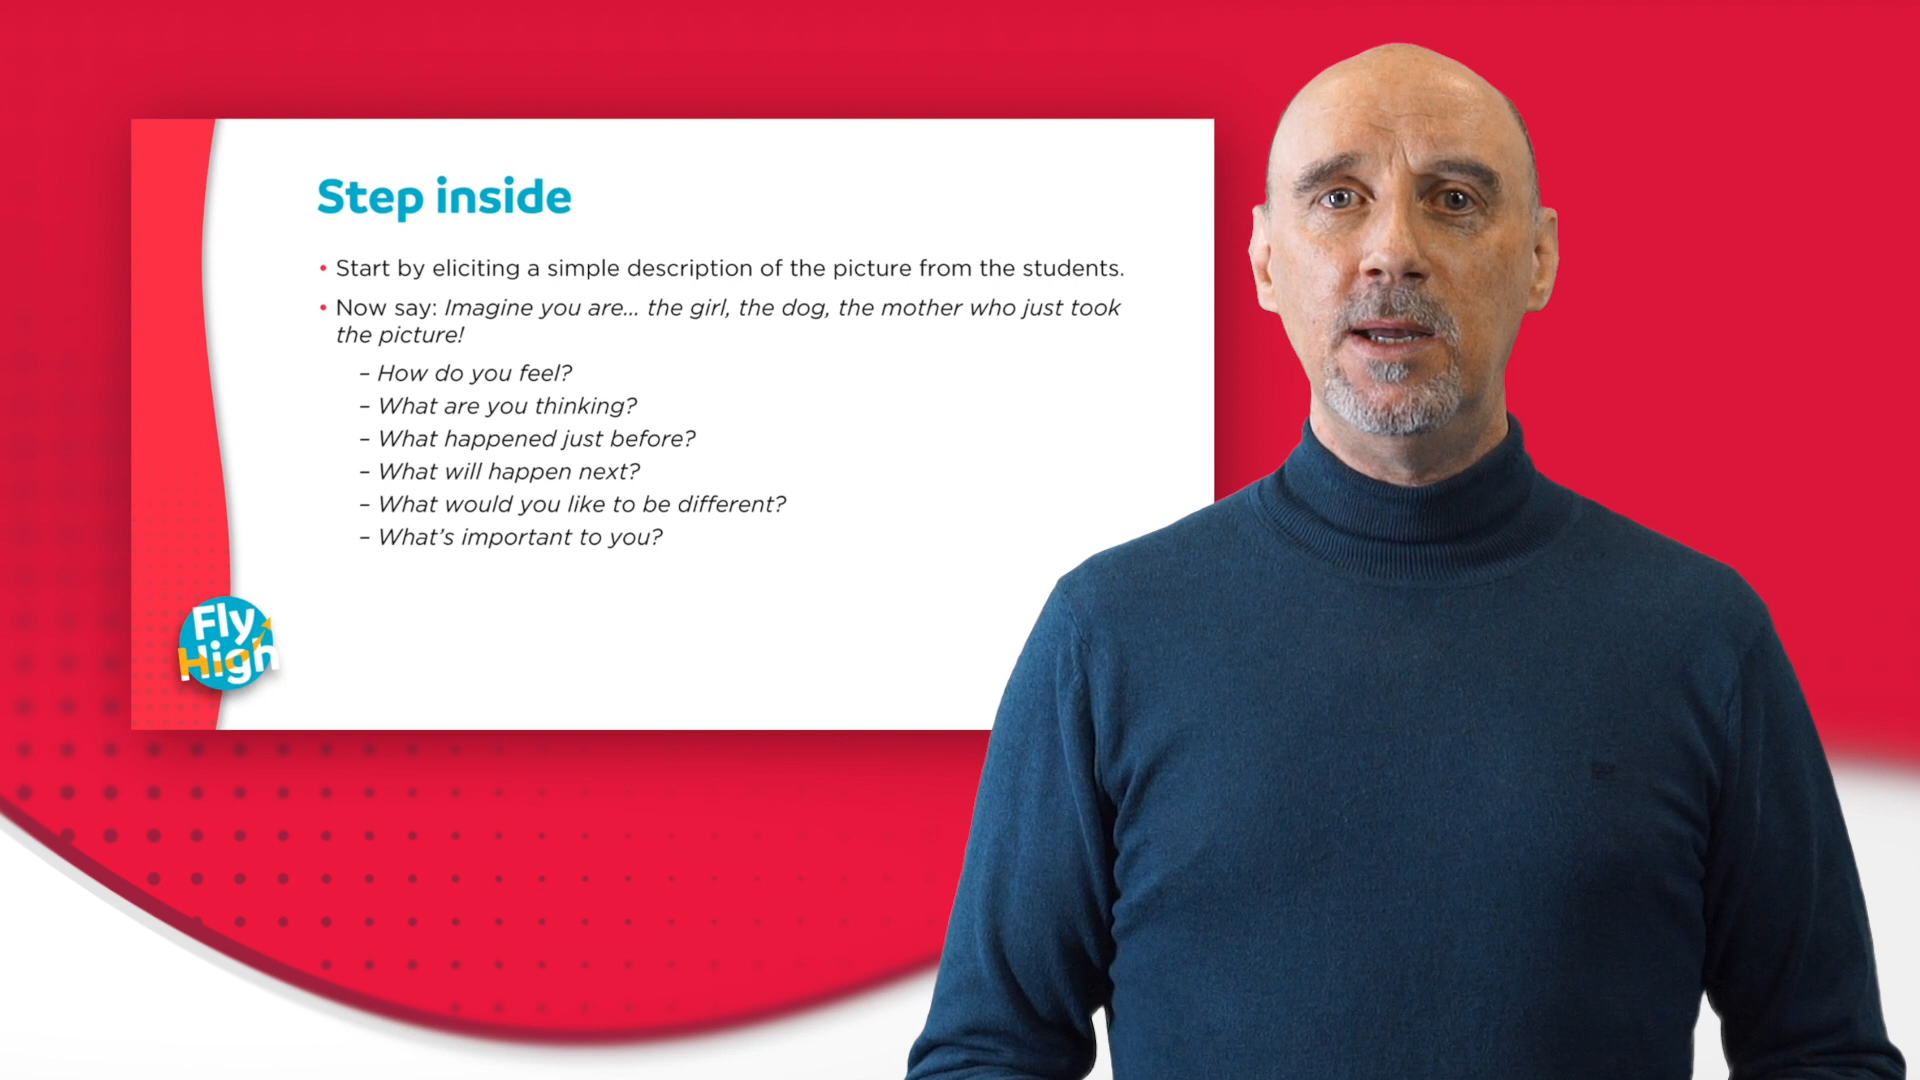 Step inside
• Start by eliciting a simple description of the picture from the students.
• Now say: Imagine you are... the girl, the dog, the mother who just took
the picture!
– How do you feel?
– What are you thinking?
– What happened just before?
– What will happen next?
– What would you like to be different?
– What's important to you?
Fly
High